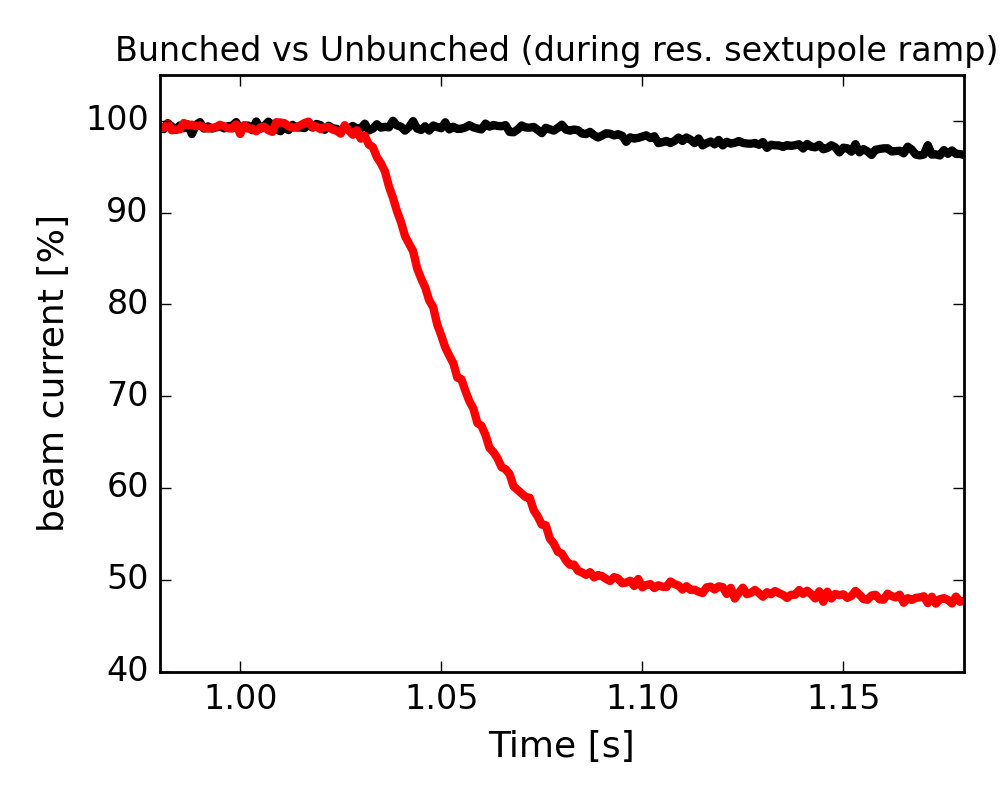 Bunched vs Unbunched (during res. sextupole ramp)
100
90
80
70
60
50
40
beam current [%]
1.00 1.05 1.10 1.15
Time [s]